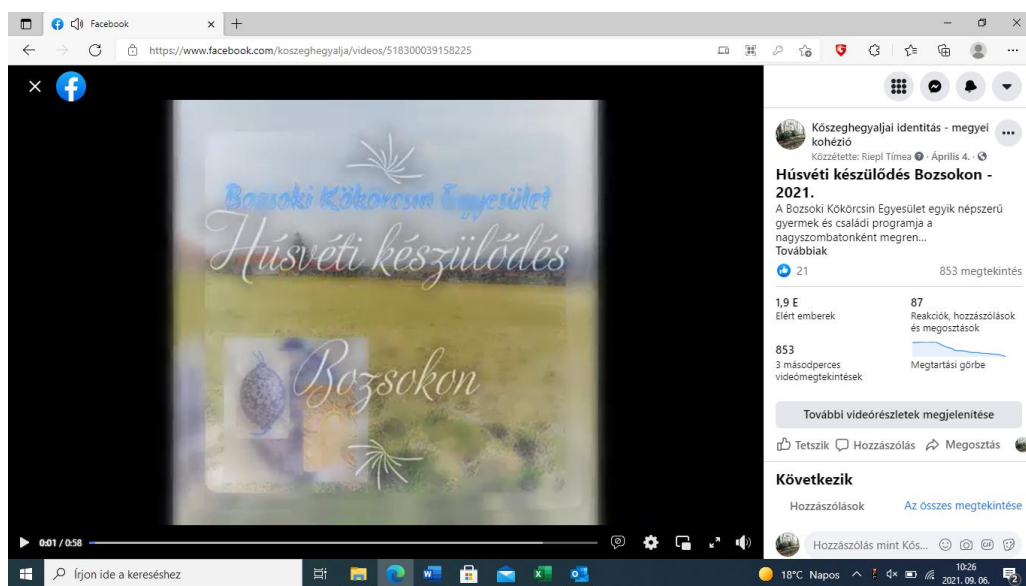 Facebook
https://www.facebook.com/koszeghegyalja/videos/518300039158225
Bozsoki Kökörcsin Egyesület
Húsvéti készülődés
Bozsokon
0:01 / 0:58
Kőszeghegyaljai identitás - megyei
kohézió
Közzétette: Riepl Tímea · Április 4. ·
Húsvéti készülődés Bozsokon -
2021.
A Bozsoki Kökörcsin Egyesület egyik népszerű
gyermek és családi programja a
nagyszombatonként megren...
Továbbiak
21 853 megtekintés
1,9 E
Elért emberek
87
Reakciók, hozzászólások
és megosztások
853
3 másodperces
videómegtekintések
Megtartási görbe
További videórészletek megjelenítése
Tetszik Hozzászólás Megosztás
Következik
Hozzászólások Az összes megtekintése
Hozzászólás mint Kős...
GIF
Írjon ide a kereséshez
18°C Napos
10:26
2021. 09. 06.